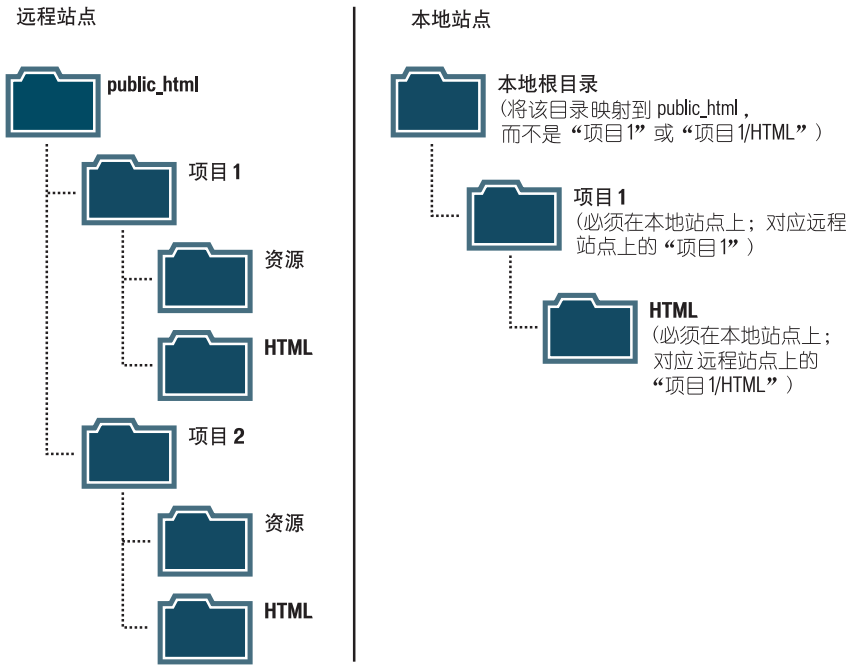 远程站点
public_html
项目 1
资源
HTML
项目 2
资源
HTML
本地站点
本地根目录
(将该目录映射到 public_html ，
而不是“项目1”或“项目1/HTML”）
项目 1
(必须在本地站点上；对应远程
站点上的“项目1”）
HTML
(必须在本地站点上；
对应 远程站点上的
“项目 1/HTML”）